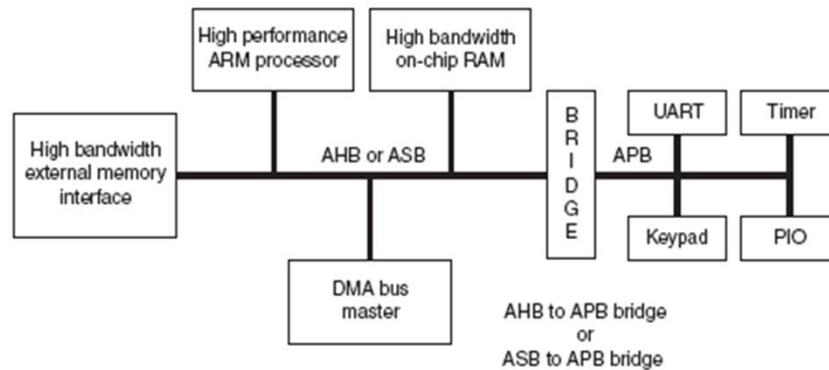 High performance
ARM processor
High bandwidth
on-chip RAM
High bandwidth
external memory
interface
AHB or ASB
B
R
I
D
G
E
APB
UART
Timer
Keypad
PIO
DMA bus
master
AHB to APB bridge
or
ASB to APB bridge